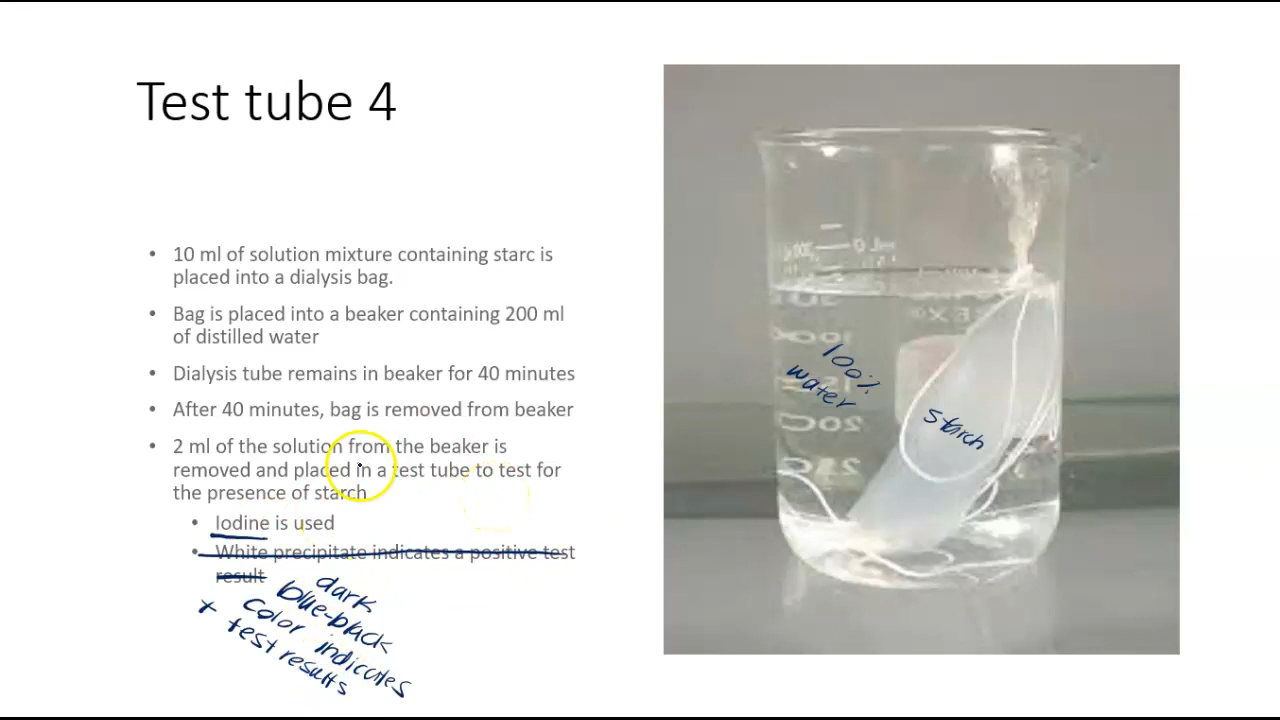 Test tube 4
• 10 ml of solution mixture containing starc is
placed into a dialysis bag.
• Bag is placed into a beaker containing 200 ml
of distilled water
• Dialysis tube remains in beaker for 40 minutes
• After 40 minutes, bag is removed from beaker
• 2 ml of the solution from the beaker is
removed and placed in a test tube to test for
the presence of starch
• Iodine is used
• White precipitate indicates a positive test
result
dark
blue-black
color indicates
+ test results
100%
water
starch